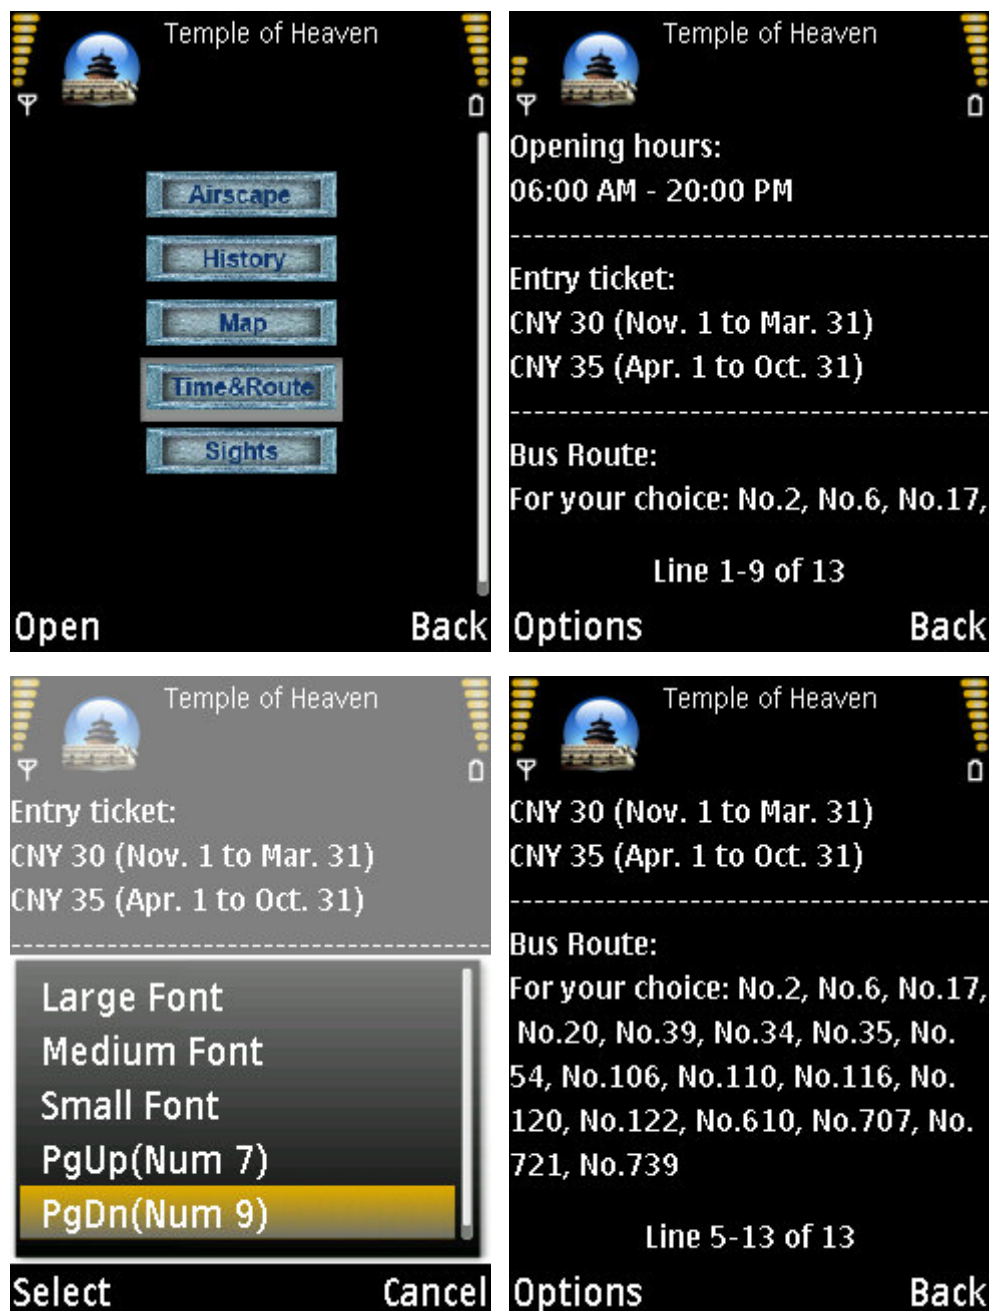 Temple of Heaven
Airscape
History
Map
Time&Route
Sights
Open Back
Temple of Heaven
Opening hours:
06:00 AM - 20:00 PM
----------------------------------------
Entry ticket:
CNY 30 (Nov. 1 to Mar. 31)
CNY 35 (Apr. 1 to Oct. 31)
----------------------------------------
Bus Route:
For your choice: No.2, No.6, No.17,
Line 1-9 of 13
Options Back
Temple of Heaven
Entry ticket:
CNY 30 (Nov. 1 to Mar. 31)
CNY 35 (Apr. 1 to Oct. 31)
----------------------------------------
Large Font
Medium Font
Small Font
PgUp(Num 7)
PgDn(Num 9)
Select Cancel
Temple of Heaven
CNY 30 (Nov. 1 to Mar. 31)
CNY 35 (Apr. 1 to Oct. 31)
----------------------------------------
Bus Route:
For your choice: No.2, No.6, No.17,
No.20, No.39, No.34, No.35, No.
54, No.106, No.110, No.116, No.
120, No.122, No.610, No.707, No.
721, No.739
Line 5-13 of 13
Options Back